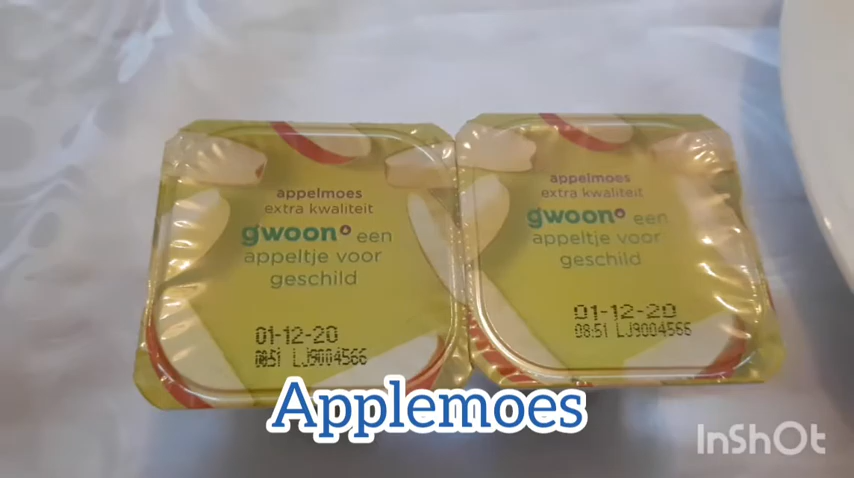 appelmoes
extra kwaliteit
gwoon een
appeltje voor
geschild
01-12-20
08:51 LJ9004566
appelmoes
extra kwaliteit
gwoon een
appeltje voor
geschild
01-12-20
08:51 LJ9004566
Applemoes
InShOt